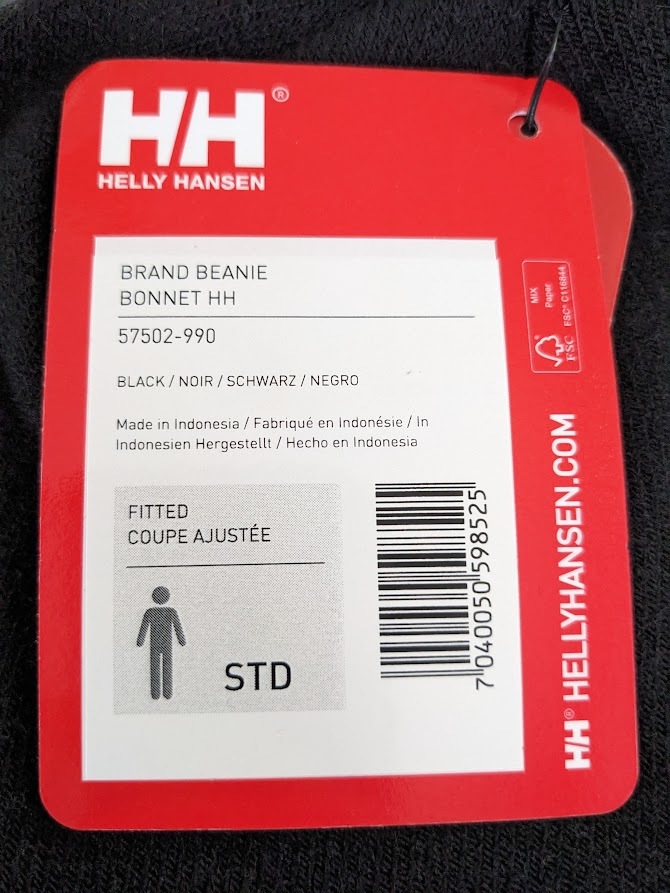 HH®
HELLY HANSEN
BRAND BEANIE
BONNET HH
57502-990
BLACK / NOIR / SCHWARZ / NEGRO
Made in Indonesia / Fabriqué en Indonésie / In
Indonesien Hergestellt / Hecho en Indonesia
FITTED
COUPE AJUSTÉE
STD
7 040050 598525
MIX
Paper
FSC® C116844
FSC
HH® HELLYHANSEN.COM